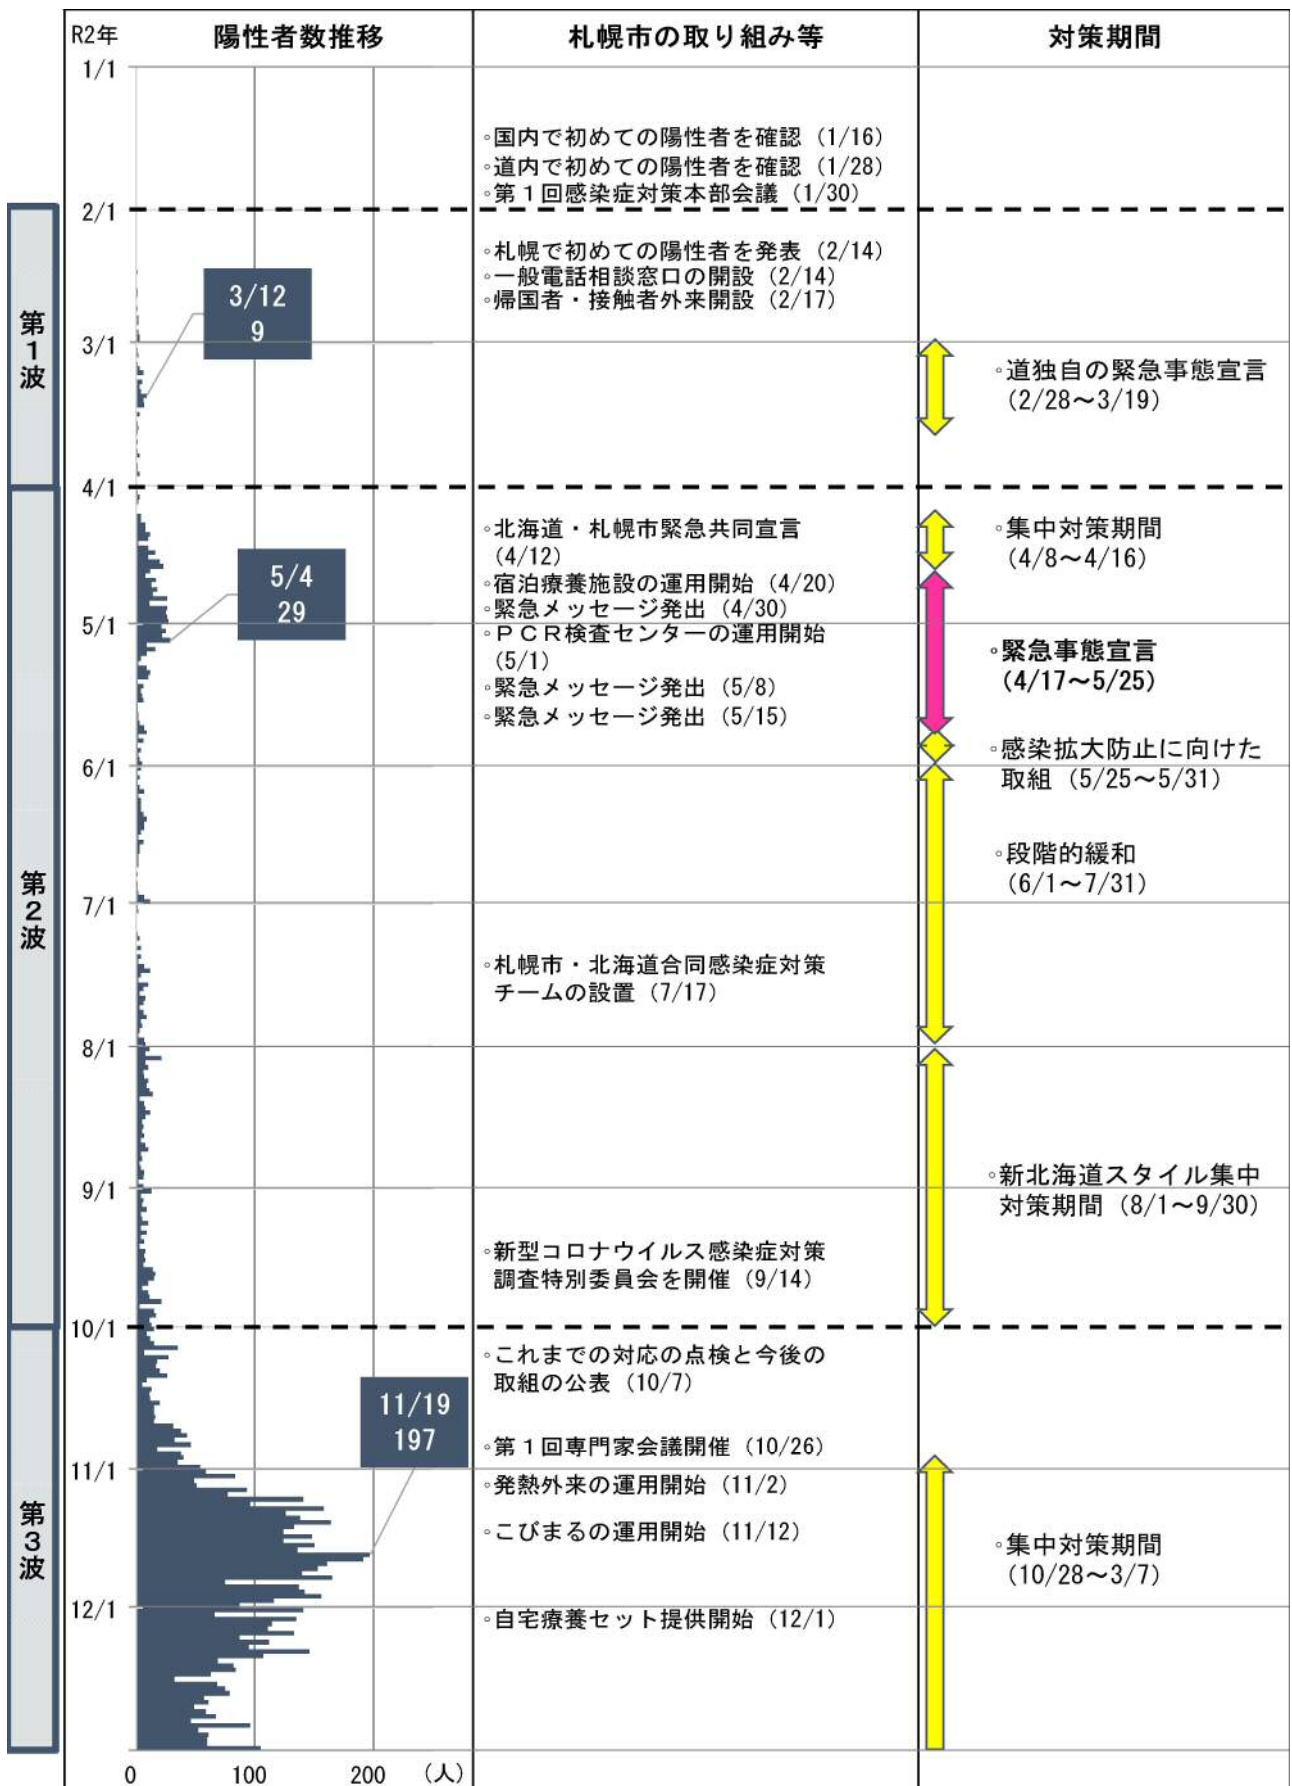 R2年
陽性者数推移
札幌市の取り組み等
対策期間
1/1
◦国内で初めての陽性者を確認（1/16）
◦道内で初めての陽性者を確認（1/28）
◦第１回感染症対策本部会議（1/30）
2/1
第１波
◦札幌で初めての陽性者を発表（2/14）
◦一般電話相談窓口の開設（2/14）
◦帰国者・接触者外来開設（2/17）
3/12
9
3/1
◦道独自の緊急事態宣言
（2/28～3/19）
4/1
第２波
◦北海道・札幌市緊急共同宣言
（4/12）
◦宿泊療養施設の運用開始（4/20）
◦緊急メッセージ発出（4/30）
◦ＰＣＲ検査センターの運用開始
（5/1）
◦緊急メッセージ発出（5/8）
◦緊急メッセージ発出（5/15）
◦集中対策期間
（4/8～4/16）
5/4
29
5/1
◦緊急事態宣言
（4/17～5/25）
◦感染拡大防止に向けた
取組（5/25～5/31）
6/1
◦段階的緩和
（6/1～7/31）
7/1
◦札幌市・北海道合同感染症対策
チームの設置（7/17）
8/1
◦新北海道スタイル集中
対策期間（8/1～9/30）
9/1
◦新型コロナウイルス感染症対策
調査特別委員会を開催（9/14）
10/1
第３波
◦これまでの対応の点検と今後の
取組の公表（10/7）
11/19
197
◦第１回専門家会議開催（10/26）
11/1
◦発熱外来の運用開始（11/2）
◦こびまるの運用開始（11/12）
◦集中対策期間
（10/28～3/7）
12/1
◦自宅療養セット提供開始（12/1）
0
100
200
（人）